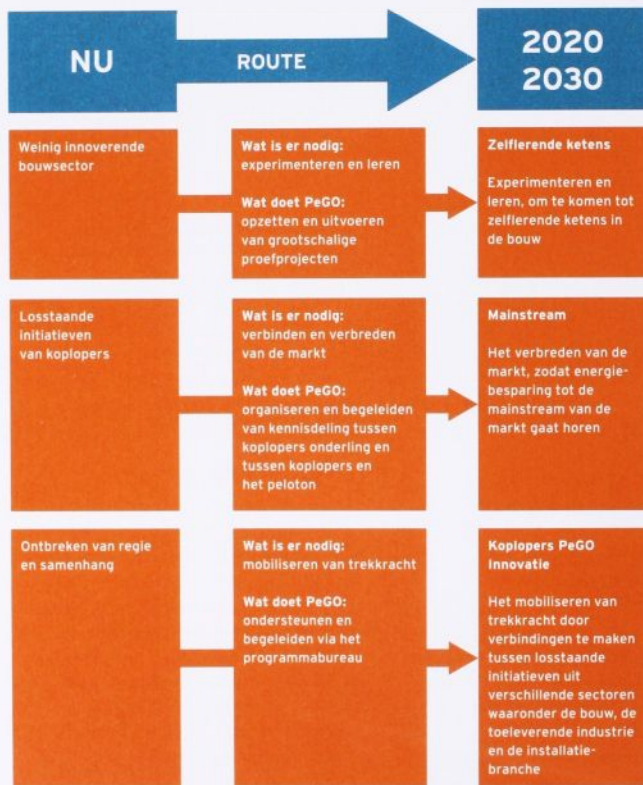 NU
ROUTE
2020
2030
Weinig innoverende
bouwsector
Wat is er nodig:
experimenteren en leren
Wat doet PeGO:
opzetten en uitvoeren
van grootschalige
proefprojecten
Zelflerende ketens
Experimenteren en
leren, om te komen tot
zelflerende ketens in
de bouw
Losstaande
initiatieven
van koplopers
Wat is er nodig:
verbinden en verbreden
van de markt
Wat doet PeGO:
organiseren en begeleiden
van kennisdeling tussen
koplopers onderling en
tussen koplopers en
het peloton
Mainstream
Het verbreden van de
markt, zodat energie-
besparing tot de
mainstream van de
markt gaat horen
Ontbreken van regie
en samenhang
Wat is er nodig:
mobiliseren van trekkracht
Wat doet PeGO:
ondersteunen en
begeleiden via het
programmabureau
Koplopers PeGO
Innovatie
Het mobiliseren van
trekkracht door
verbindingen te maken
tussen losstaande
initiatieven uit
verschillende sectoren
waaronder de bouw, de
toeleverende industrie
en de installatie-
branche